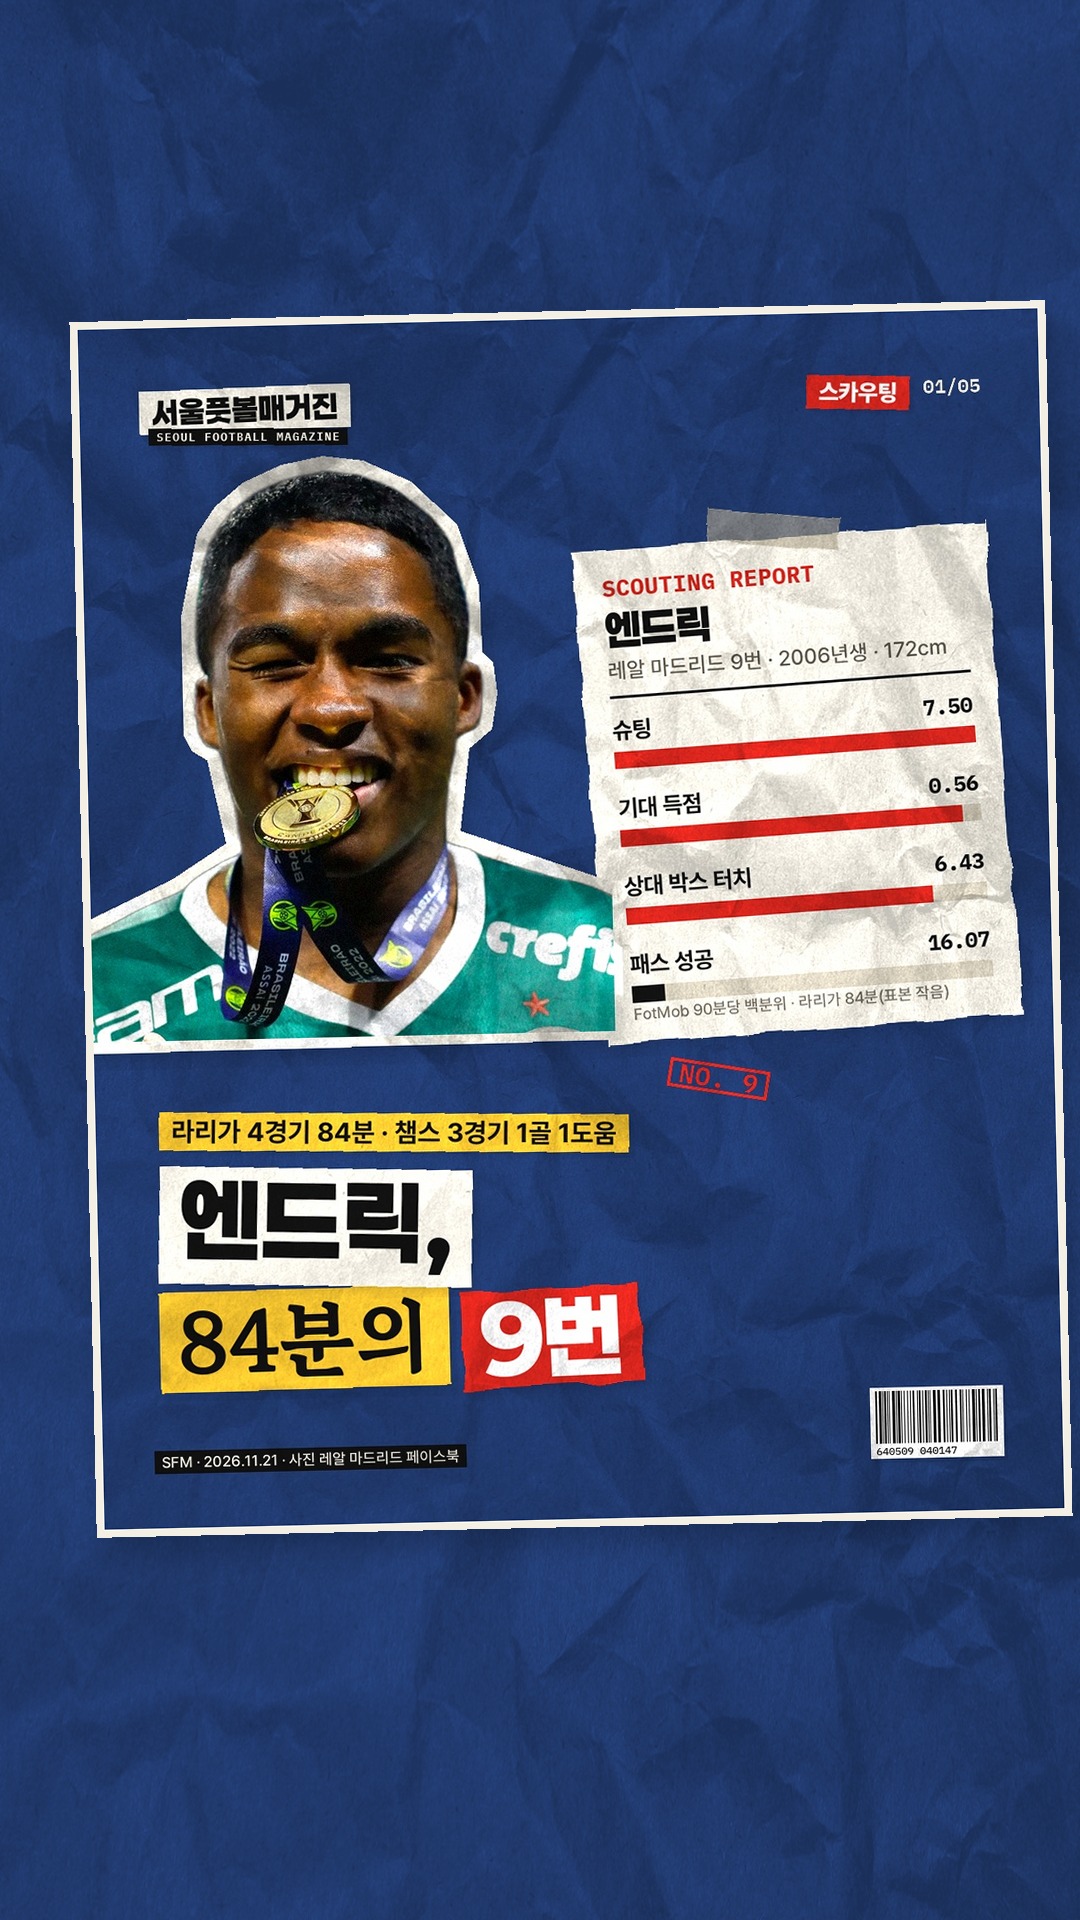 서울풋볼매거진
SEOUL FOOTBALL MAGAZINE
스카우팅 01/05
SCOUTING REPORT
엔드릭
레알 마드리드 9번 · 2006년생 · 172cm
슈팅 7.50
기대 득점 0.56
상대 박스 터치 6.43
패스 성공 16.07
FotMob 90분당 백분위 · 라리가 84분(표본 작음)
crefis
BRASILEIRÃO
ASSAÍ 2022
NO. 9
라리가 4경기 84분 · 챔스 3경기 1골 1도움
엔드릭,
84분의 9번
SFM · 2026.11.21 · 사진 레알 마드리드 페이스북
640509 040147